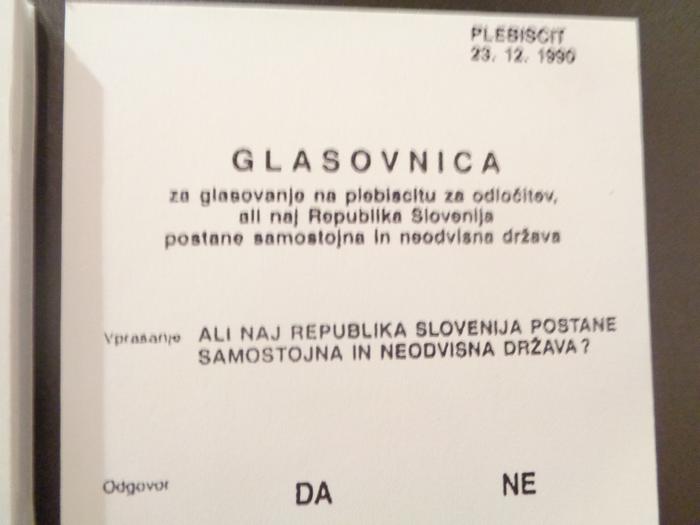 PLEBISCIT
23. 12. 1990
GLASOVNICA
za glasovanje na plebiscitu za odločitev,
ali naj Republika Slovenija
postane samostojna in neodvisna država
Vprašanje ALI NAJ REPUBLIKA SLOVENIJA POSTANE
SAMOSTOJNA IN NEODVISNA DRŽAVA?
Odgovor DA NE